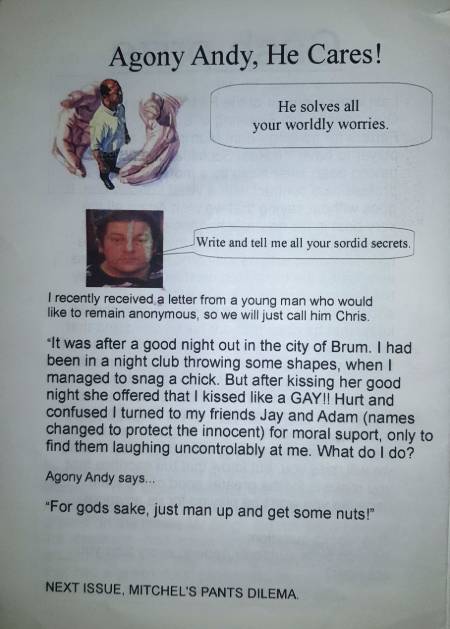 Agony Andy, He Cares!
He solves all
your worldly worries.
Write and tell me all your sordid secrets.
I recently received a letter from a young man who would
like to remain anonymous, so we will just call him Chris.
“It was after a good night out in the city of Brum. I had
been in a night club throwing some shapes, when I
managed to snag a chick. But after kissing her good
night she offered that I kissed like a GAY!! Hurt and
confused I turned to my friends Jay and Adam (names
changed to protect the innocent) for moral suport, only to
find them laughing uncontrolably at me. What do I do?
Agony Andy says...
“For gods sake, just man up and get some nuts!”
NEXT ISSUE, MITCHEL'S PANTS DILEMA.